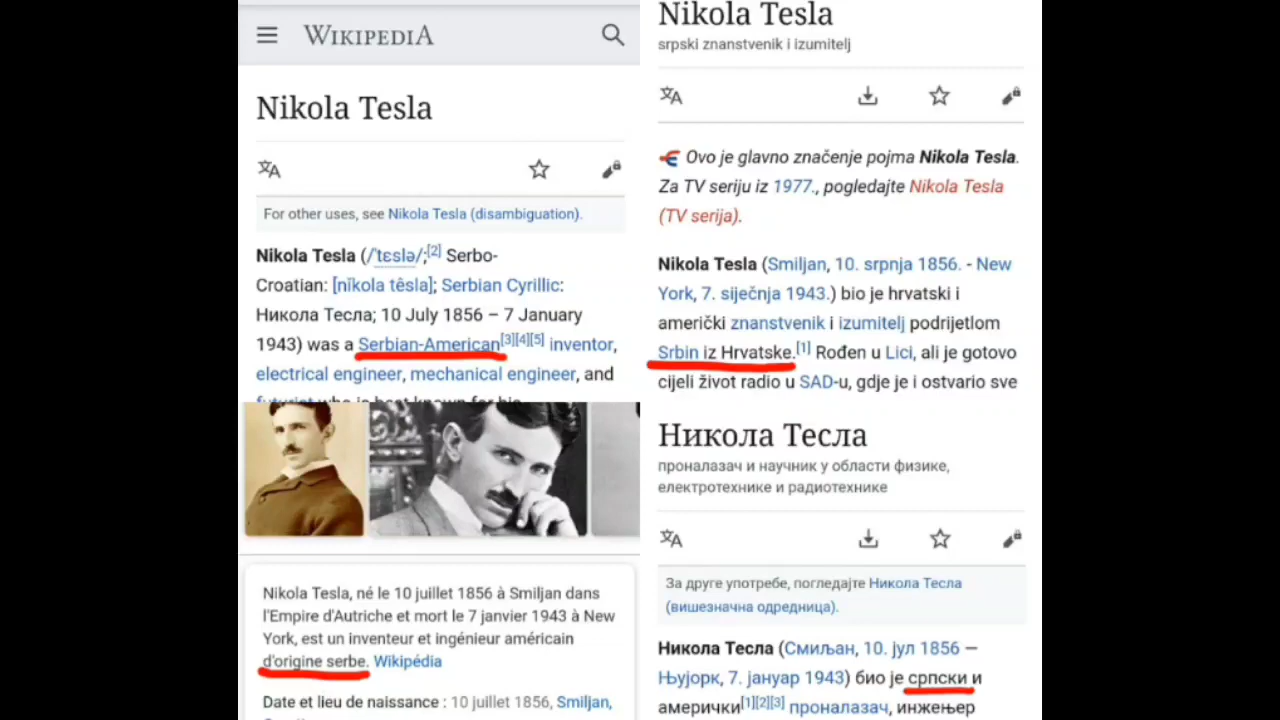 WIKIPEDIA
Nikola Tesla
For other uses, see Nikola Tesla (disambiguation).
Nikola Tesla (/ˈtɛslə/;[2] Serbo-
Croatian: [nǐkola têsla]; Serbian Cyrillic:
Никола Тесла; 10 July 1856 – 7 January
1943) was a Serbian-American[3][4][5] inventor,
electrical engineer, mechanical engineer, and
futurist who is best known for his
Nikola Tesla, né le 10 juillet 1856 à Smiljan dans
l'Empire d'Autriche et mort le 7 janvier 1943 à New
York, est un inventeur et ingénieur américain
d'origine serbe. Wikipédia
Date et lieu de naissance : 10 juillet 1856, Smiljan,
Nikola Tesla
srpski znanstvenik i izumitelj
Ovo je glavno značenje pojma Nikola Tesla.
Za TV seriju iz 1977., pogledajte Nikola Tesla
(TV serija).
Nikola Tesla (Smiljan, 10. srpnja 1856. - New
York, 7. siječnja 1943.) bio je hrvatski i
američki znanstvenik i izumitelj podrijetlom
Srbin iz Hrvatske.[1] Rođen u Lici, ali je gotovo
cijeli život radio u SAD-u, gdje je i ostvario sve
Никола Тесла
проналазач и научник у области физике,
електротехнике и радиотехнике
За друге употребе, погледајте Никола Тесла
(вишезначна одредница).
Никола Тесла (Смиљан, 10. јул 1856 —
Њујорк, 7. јануар 1943) био је српски и
амерички[1][2][3] проналазач, инжењер